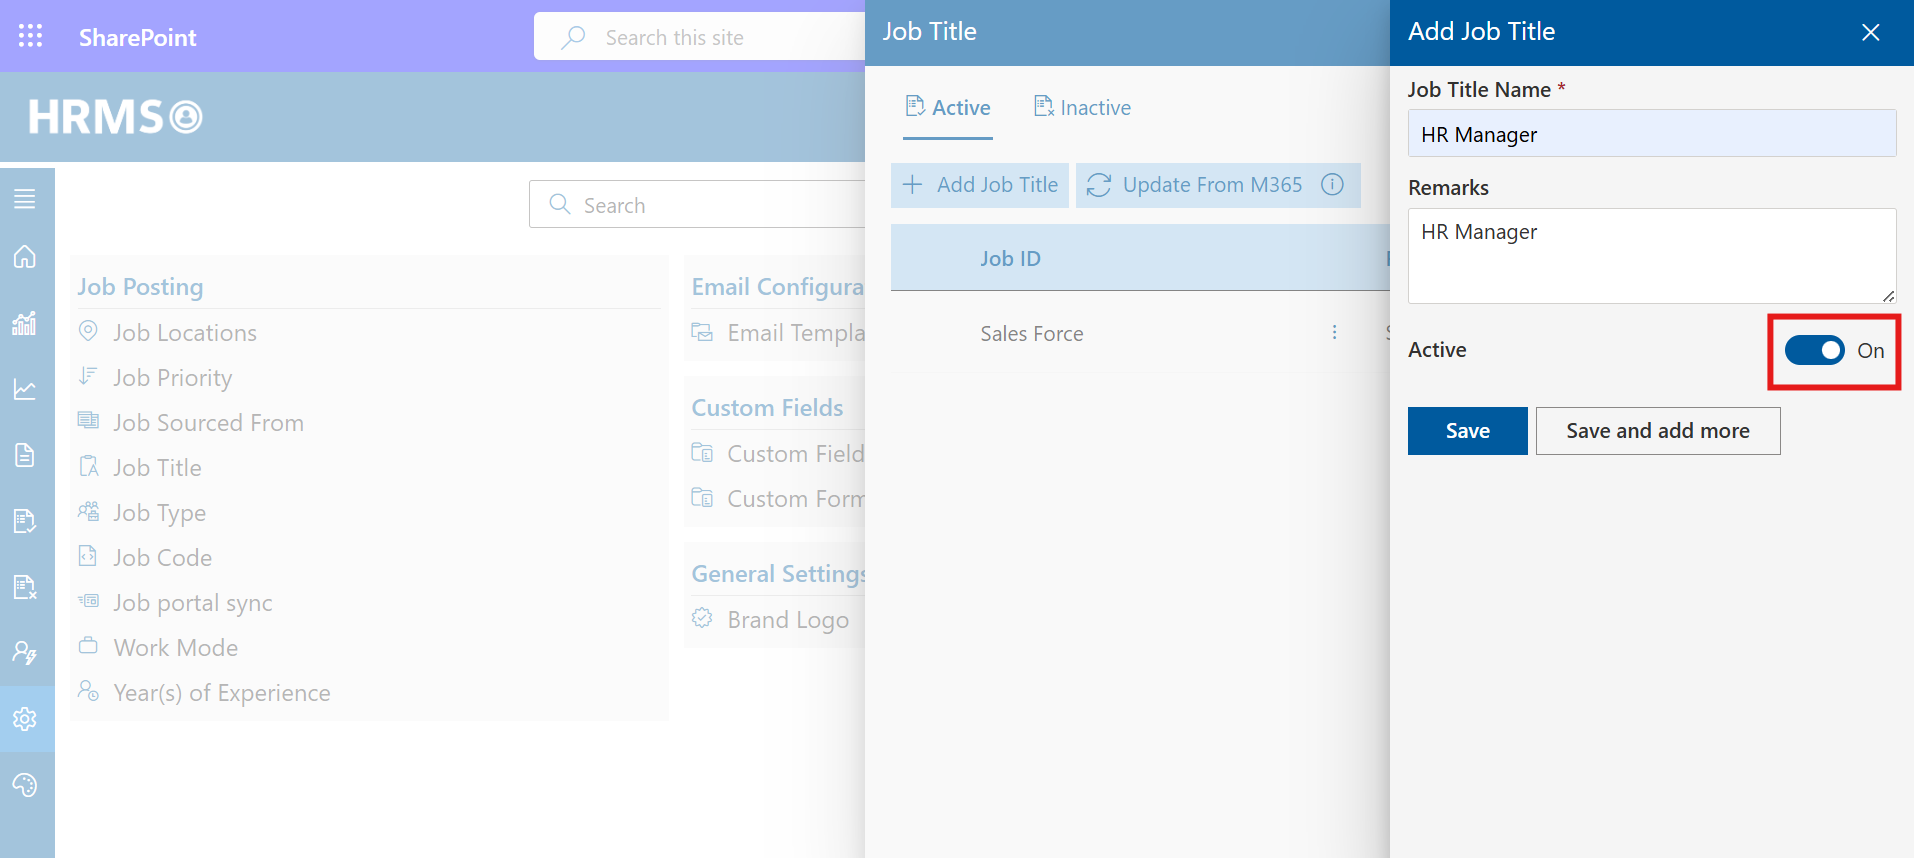 SharePoint
Search this site
HRMS
Search
Job Posting
Job Locations
Job Priority
Job Sourced From
Job Title
Job Type
Job Code
Job portal sync
Work Mode
Year(s) of Experience
Email Configura
Email Templa
Custom Fields
Custom Field
Custom Form
General Settings
Brand Logo
Job Title
Active
Inactive
Add Job Title
Update From M365
Job ID
Sales Force
Add Job Title
Job Title Name *
HR Manager
Remarks
HR Manager
Active
On
Save
Save and add more